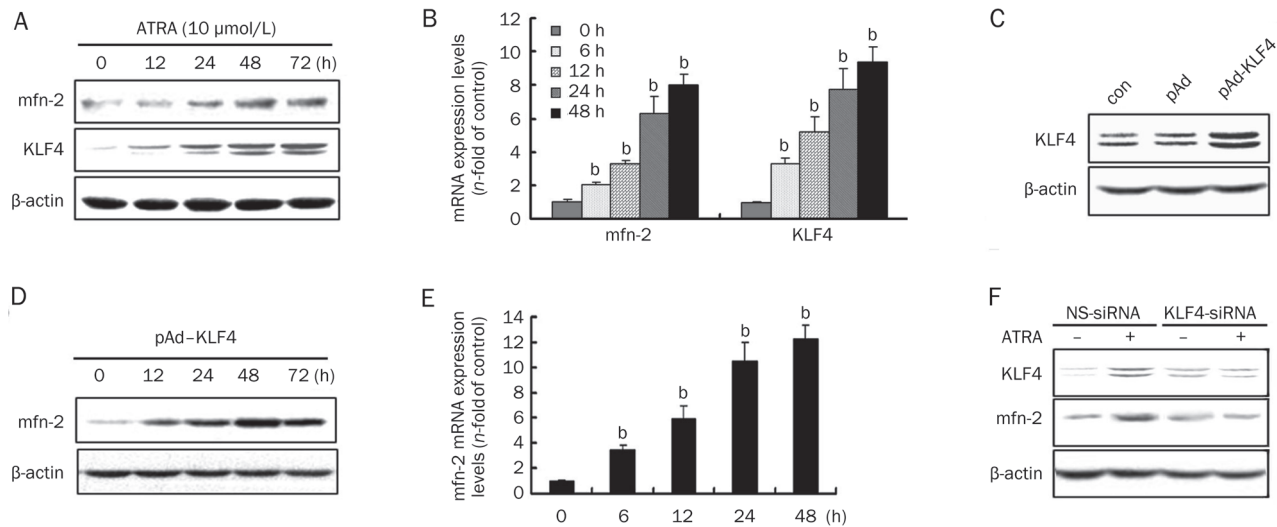 A
ATRA (10 μmol/L)
0 12 24 48 72 (h)
mfn-2
KLF4
β-actin
B
mRNA expression levels
(n-fold of control)
12
10
8
6
4
2
0
0 h
6 h
12 h
24 h
48 h
b b b b
b b b b
mfn-2 KLF4
C
con pAd pAd-KLF4
KLF4
β-actin
D
pAd–KLF4
0 12 24 48 72 (h)
mfn-2
β-actin
E
mfn-2 mRNA expression
levels (n-fold of control)
14
12
10
8
6
4
2
0
b b b b
0 6 12 24 48 (h)
F
NS-siRNA KLF4-siRNA
ATRA – + – +
KLF4
mfn-2
β-actin